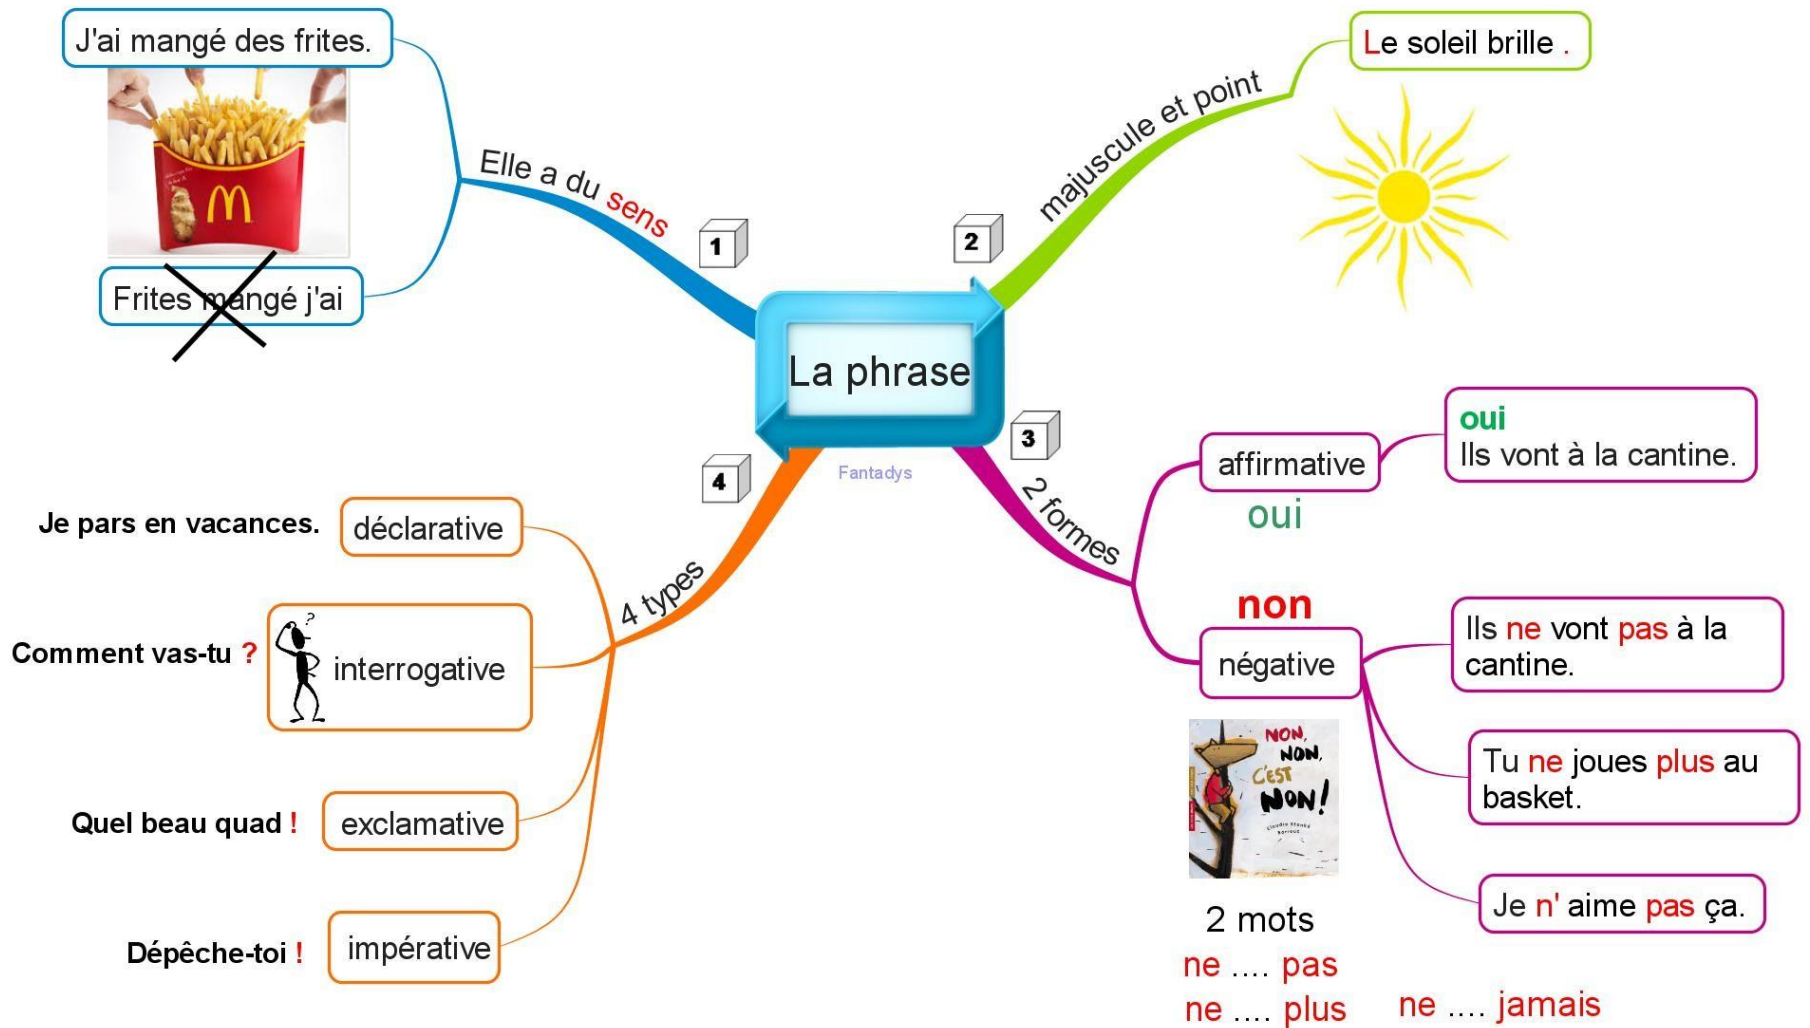 La phrase
Fantadys
1
Elle a du sens
J'ai mangé des frites.
M
Frites mangé j'ai
2
majuscule et point
Le soleil brille .
3
2 formes
affirmative
oui
oui
Ils vont à la cantine.
non
négative
Ils ne vont pas à la
cantine.
Tu ne joues plus au
basket.
Je n' aime pas ça.
NON,
NON,
C'EST
NON!
2 mots
ne .... pas
ne .... plus
ne .... jamais
4
4 types
déclarative
Je pars en vacances.
?
interrogative
Comment vas-tu ?
exclamative
Quel beau quad !
impérative
Dépêche-toi !